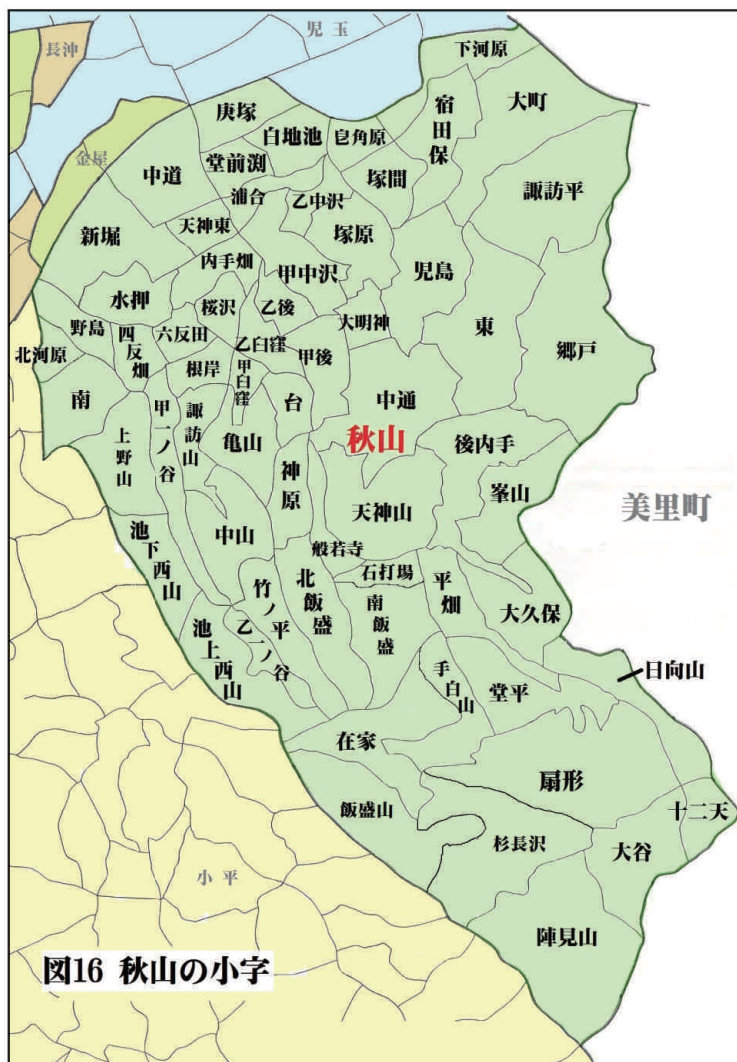 児玉
長沖
下河原
大町
庚塚
宿田保
白地池
皀角原
金屋
堂前渕
中道
塚間
諏訪平
浦合
乙中沢
天神東
塚原
新堀
内手畑
甲中沢
児島
水押
桜沢
乙後
大明神
東
野島
四反畑
六反田
乙臼窪
甲後
北河原
根岸
甲臼窪
郷戸
南
甲一ノ谷
諏訪山
台
中通
上野山
亀山
秋山
後内手
神原
峯山
天神山
美里町
池下西山
中山
般若寺
石打場
平畑
竹ノ平
北飯盛
南飯盛
大久保
乙一ノ谷
池上西山
手白山
堂平
日向山
在家
扇形
飯盛山
十二天
杉長沢
大谷
小平
陣見山
図16 秋山の小字